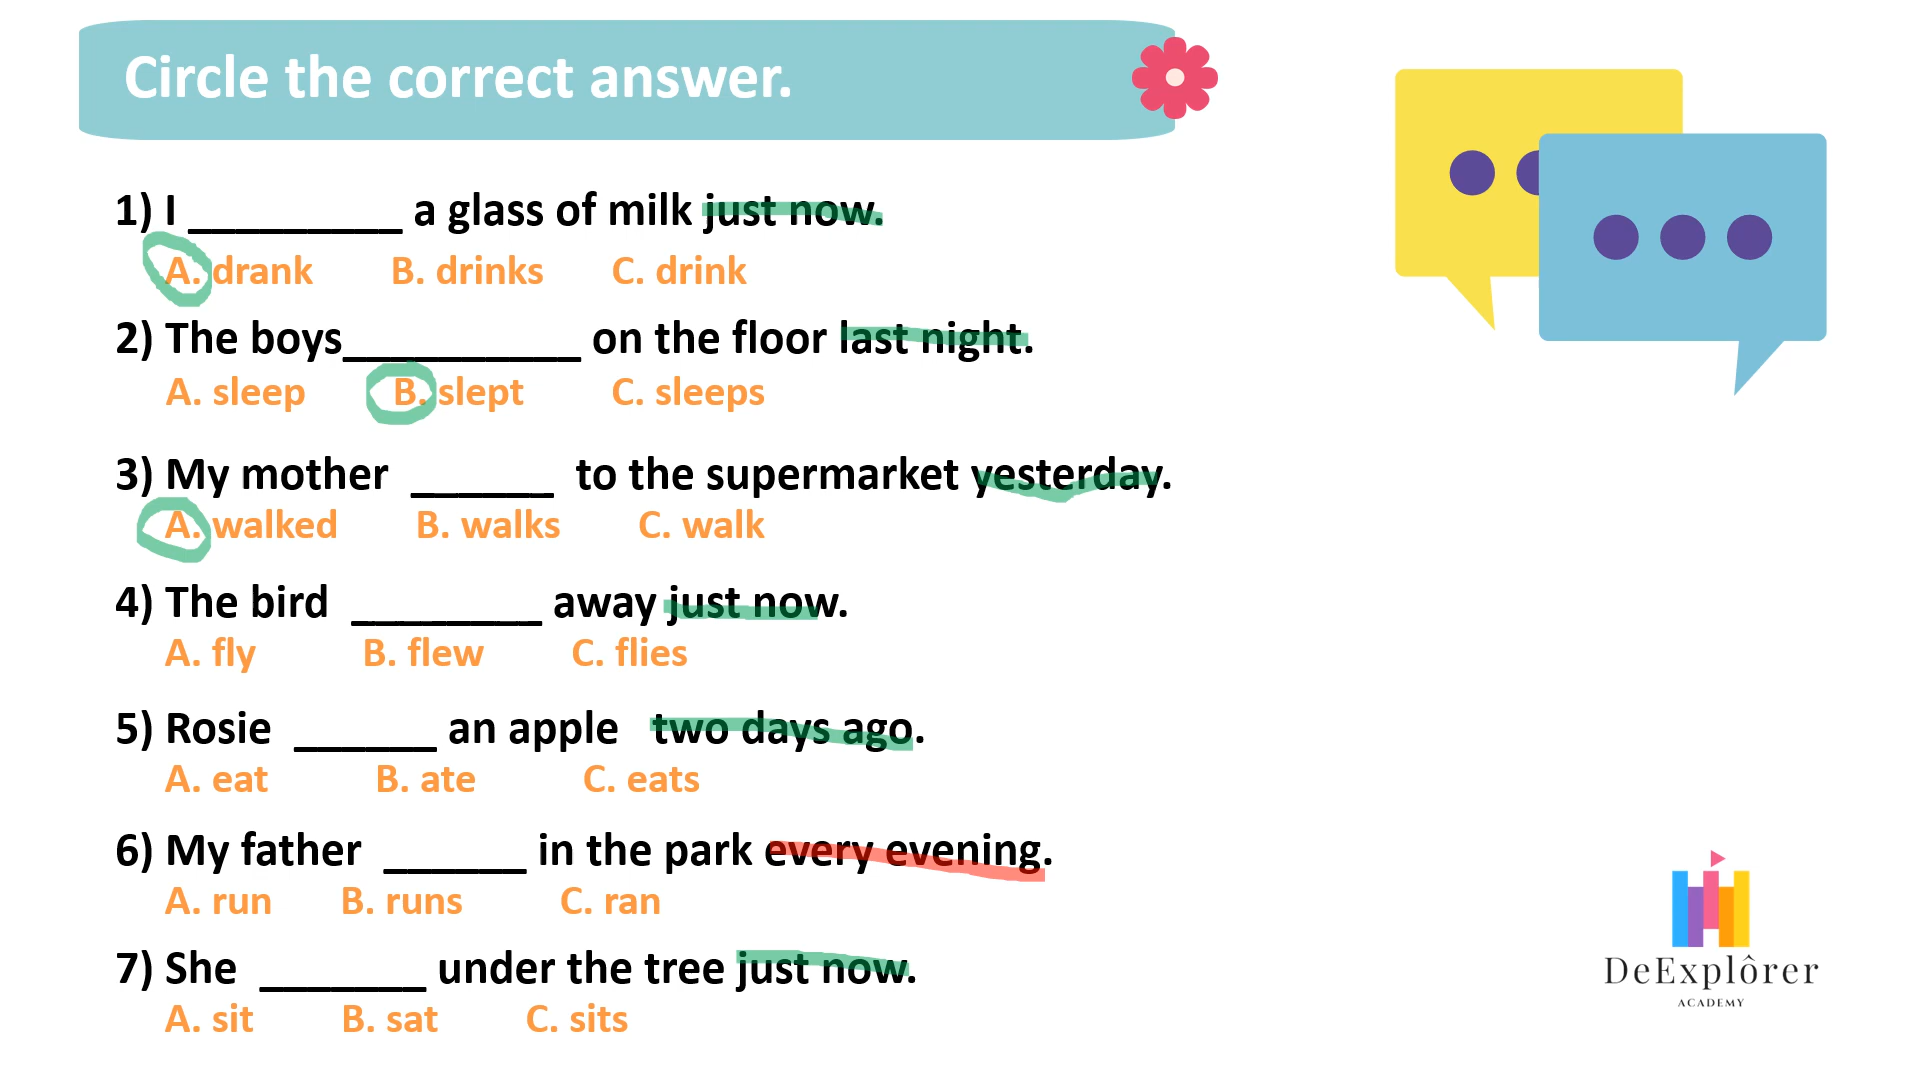 Circle the correct answer.
1) I _________ a glass of milk just now.
A. drank B. drinks C. drink
2) The boys__________ on the floor last night.
A. sleep B. slept C. sleeps
3) My mother ______ to the supermarket yesterday.
A. walked B. walks C. walk
4) The bird ________ away just now.
A. fly B. flew C. flies
5) Rosie ______ an apple two days ago.
A. eat B. ate C. eats
6) My father ______ in the park every evening.
A. run B. runs C. ran
7) She _______ under the tree just now.
A. sit B. sat C. sits
DeExplôrer
ACADEMY